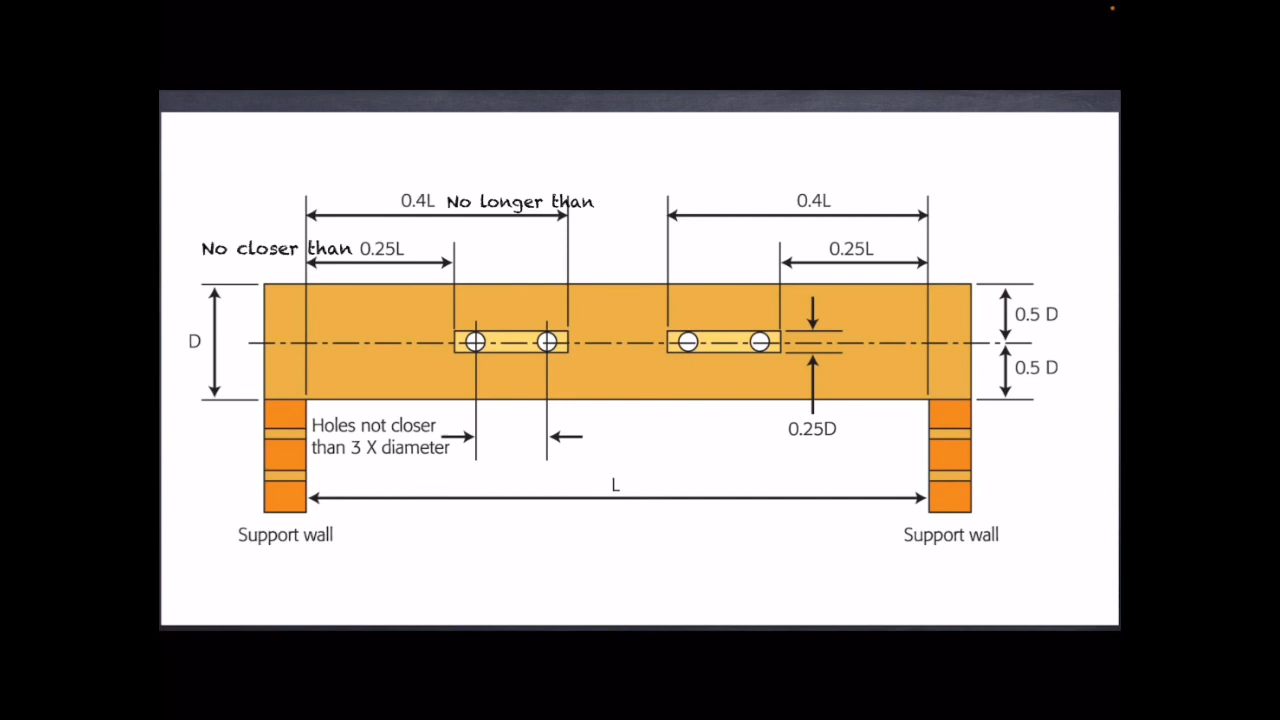 0.4L No longer than
0.4L
No closer than 0.25L
0.25L
D
0.5 D
0.5 D
Holes not closer
than 3 X diameter
0.25D
L
Support wall
Support wall